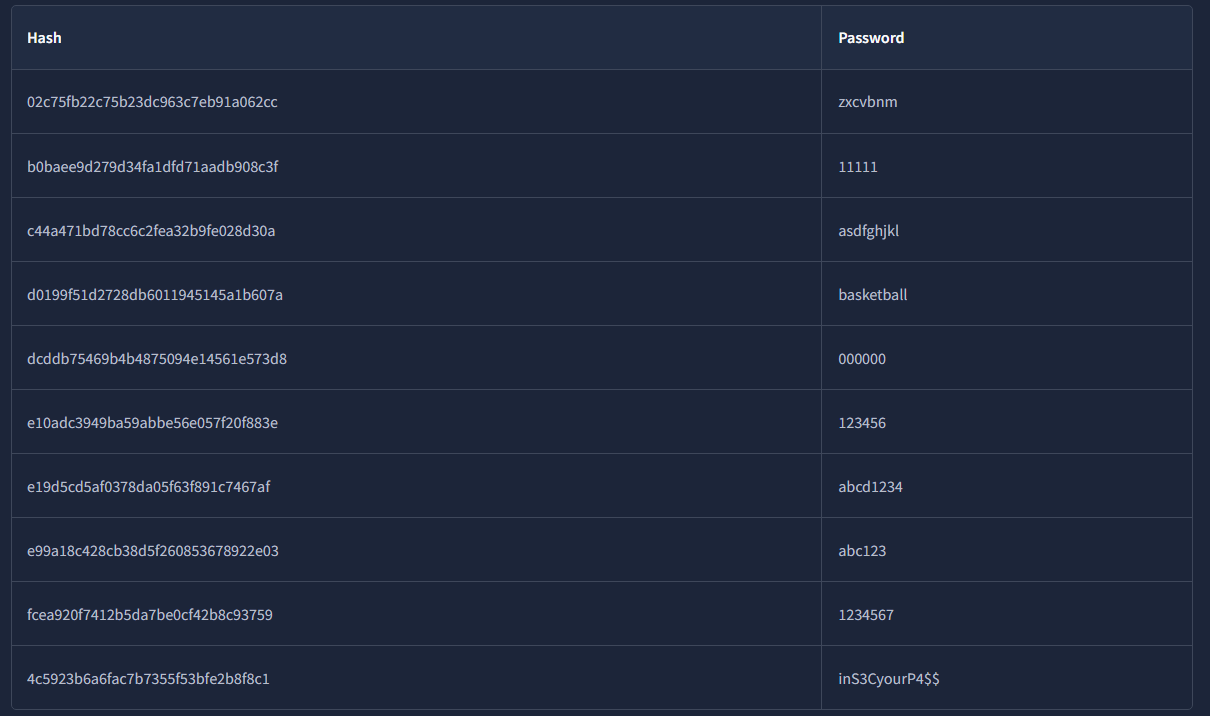 Hash Password
02c75fb22c75b23dc963c7eb91a062cc zxcvbnm
b0baee9d279d34fa1dfd71aadb908c3f 11111
c44a471bd78cc6c2fea32b9fe028d30a asdfghjkl
d0199f51d2728db6011945145a1b607a basketball
dcddb75469b4b4875094e14561e573d8 000000
e10adc3949ba59abbe56e057f20f883e 123456
e19d5cd5af0378da05f63f891c7467af abcd1234
e99a18c428cb38d5f260853678922e03 abc123
fcea920f7412b5da7be0cf42b8c93759 1234567
4c5923b6a6fac7b7355f53bfe2b8f8c1 inS3CyourP4$$